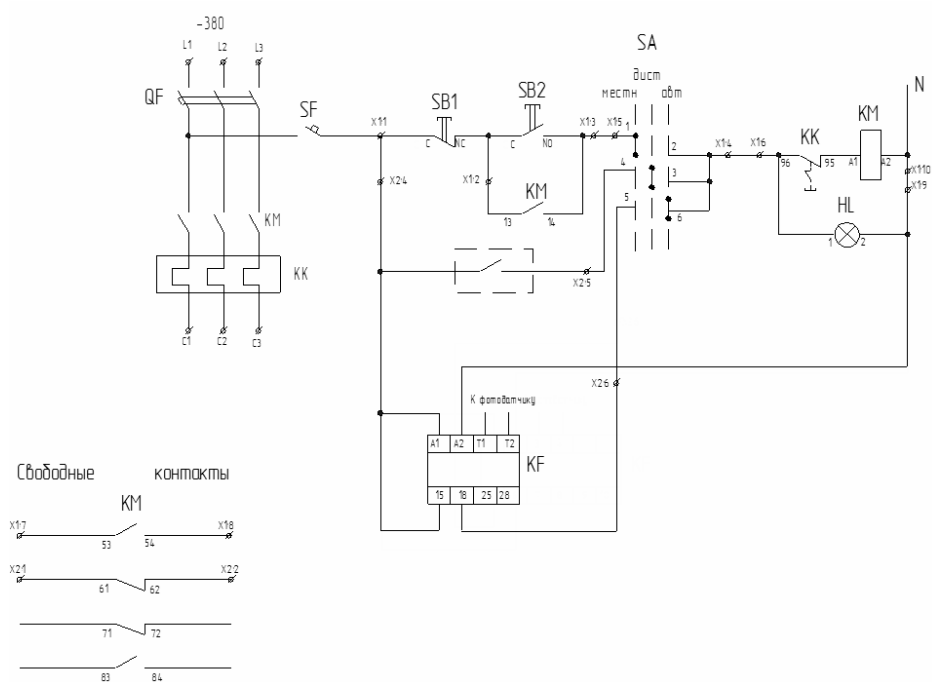 ~380
L1 L2 L3
QF
SF
X1:1
SB1
C NC
SB2
C NO
X1:3 X1:5
SA
дист
местн авт
1
2
4
3
5
6
X1:4 X1:6
KK
96 95
KM
A1 A2
N
X1:10
X1:9
HL
1 2
X2:4
X1:2
KM
13 14
KM
KK
C1 C2 C3
X2:5
X2:6
К фотодатчику
A1 A2 T1 T2
KF
15 18 25 28
Свободные контакты
KM
X1:7 X1:8
53 54
X2:1 X2:2
61 62
71 72
83 84